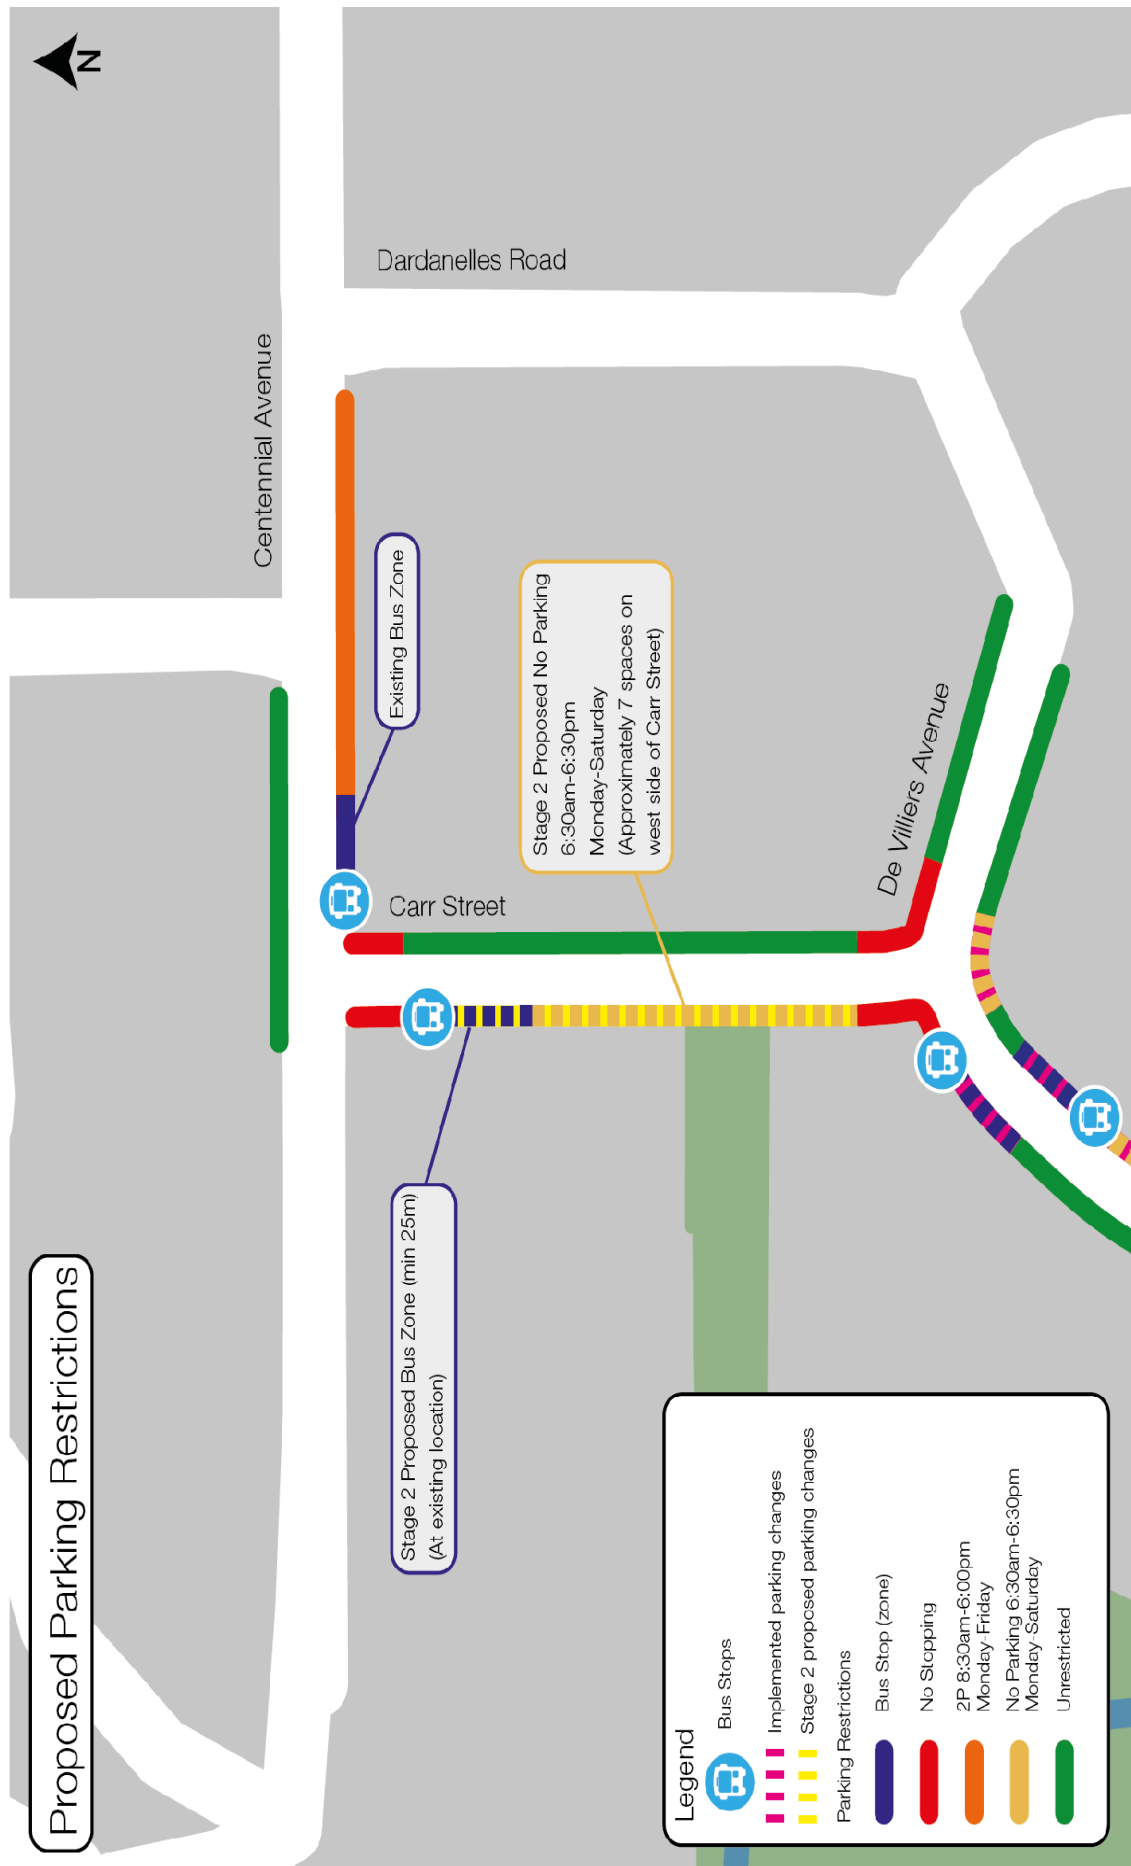 Proposed Parking Restrictions
N
Centennial Avenue
Dardanelles Road
Existing Bus Zone
Carr Street
Stage 2 Proposed Bus Zone (min 25m)
(At existing location)
Stage 2 Proposed No Parking
6:30am-6:30pm
Monday-Saturday
(Approximately 7 spaces on
west side of Carr Street)
De Villiers Avenue
Legend
Bus Stops
Implemented parking changes
Stage 2 proposed parking changes
Parking Restrictions
Bus Stop (zone)
No Stopping
2P 8:30am-6:00pm
Monday-Friday
No Parking 6:30am-6:30pm
Monday-Saturday
Unrestricted